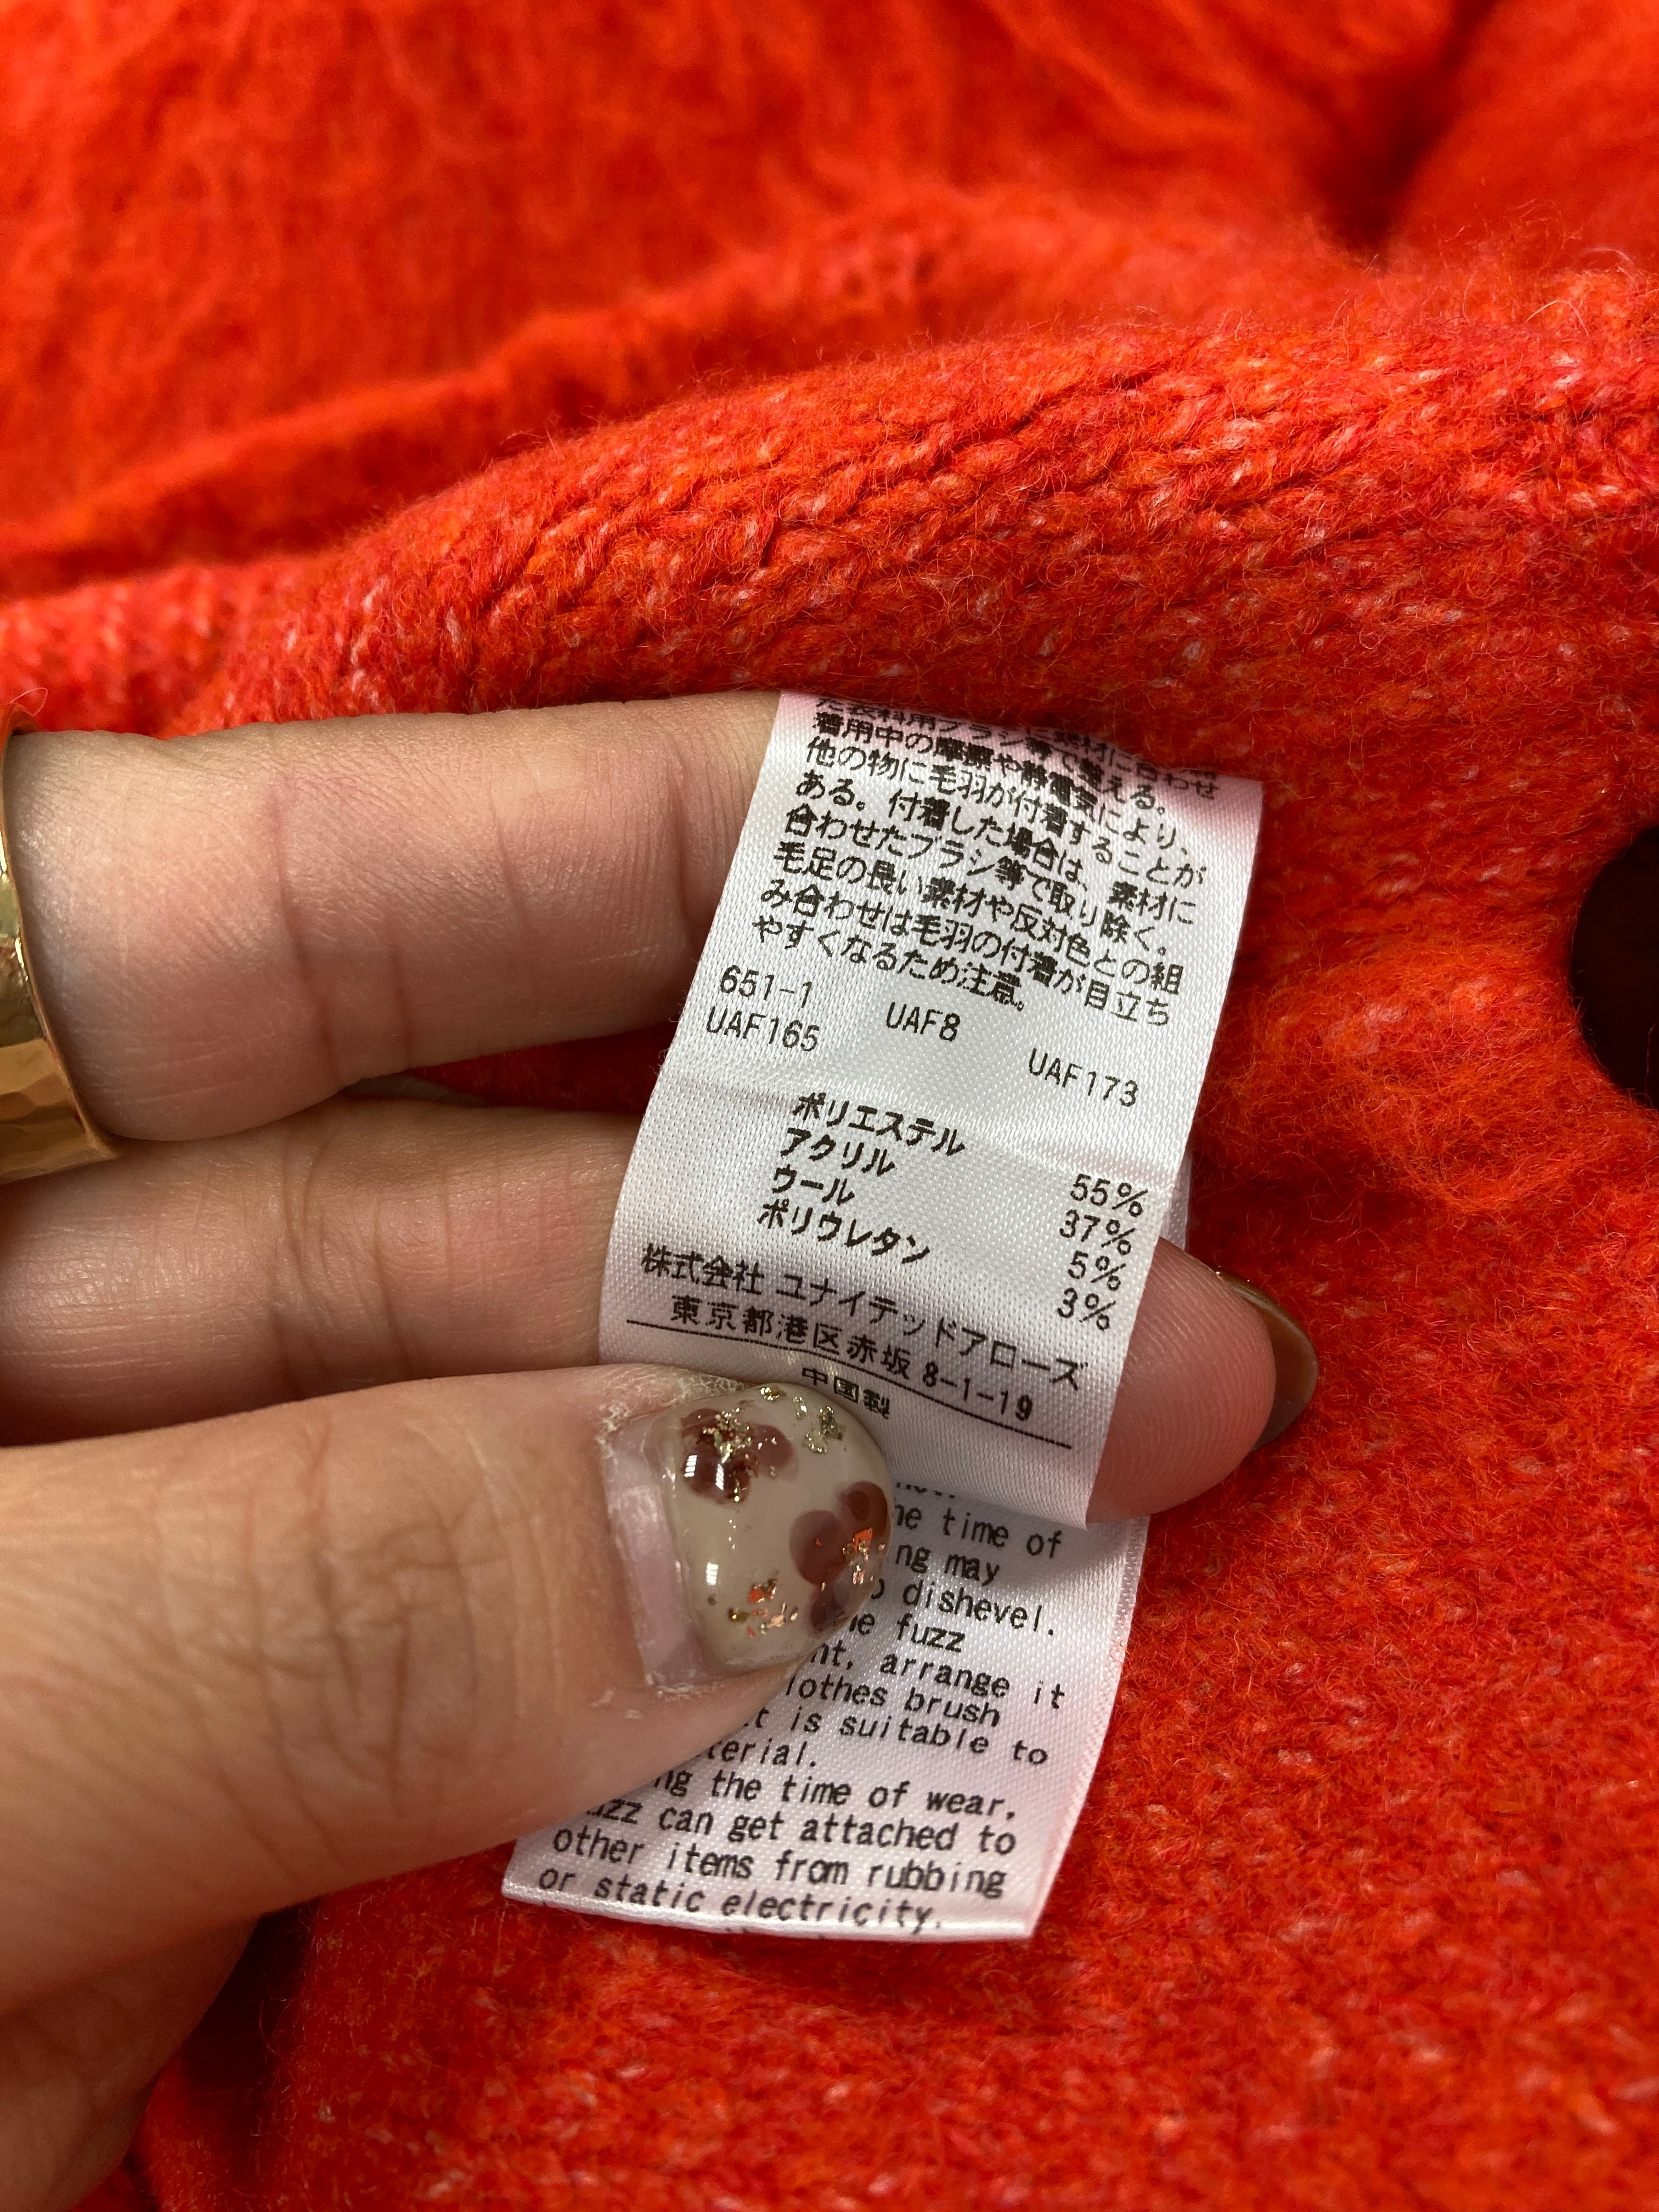 着用中の摩擦や静電気により、
他の物に毛羽が付着することが
ある。付着した場合は、素材に
合わせたブラシ等で取り除く。
毛足の長い素材や反対色との組
み合わせは毛羽の付着が目立ち
やすくなるため注意。
651-1 UAF8
UAF165 UAF173
ポリエステル 55%
アクリル 37%
ウール 5%
ポリウレタン 3%
株式会社 ユナイテッドアローズ
東京都港区赤坂 8-1-19
中国製
time of
may
dishevel.
fuzz
arrange it
brush
is suitable to
the time of wear,
can get attached to
other items from rubbing
or static electricity.